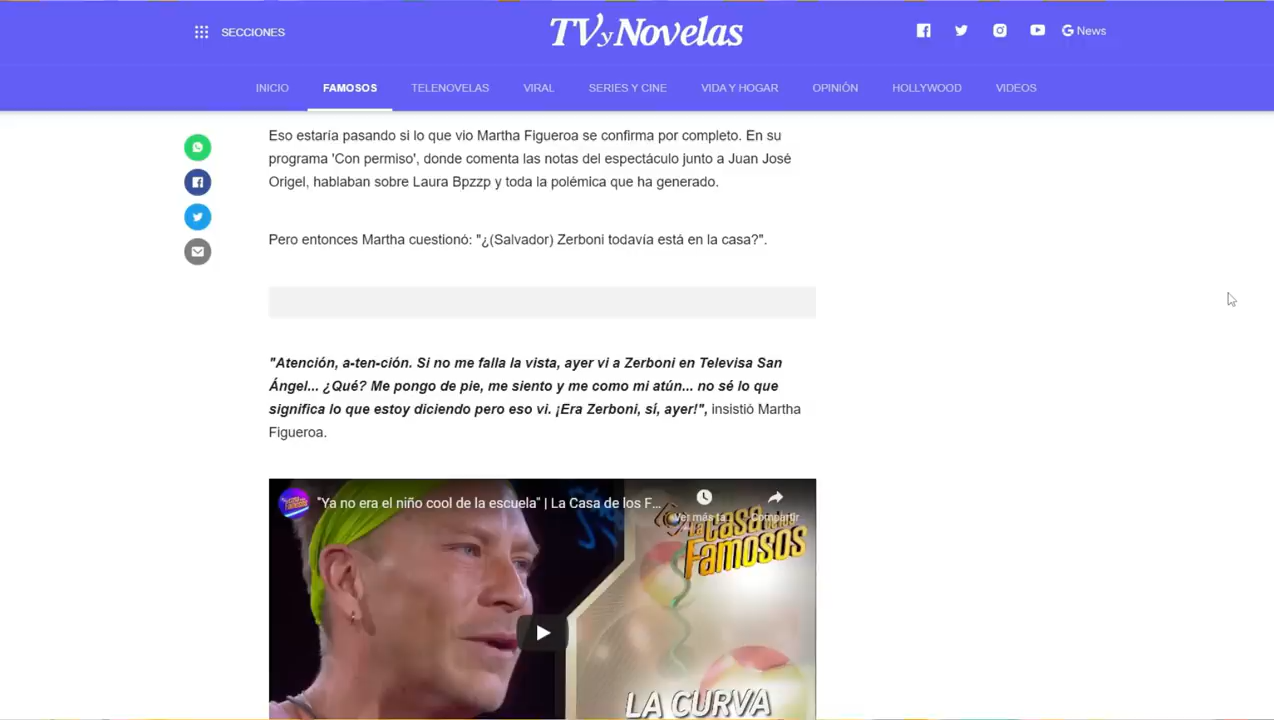 SECCIONES
TVyNovelas
News
INICIO
FAMOSOS
TELENOVELAS
VIRAL
SERIES Y CINE
VIDA Y HOGAR
OPINIÓN
HOLLYWOOD
VIDEOS
Eso estaría pasando si lo que vio Martha Figueroa se confirma por completo. En su
programa 'Con permiso', donde comenta las notas del espectáculo junto a Juan José
Origel, hablaban sobre Laura Bpzzp y toda la polémica que ha generado.
Pero entonces Martha cuestionó: "¿(Salvador) Zerboni todavía está en la casa?".
"Atención, a-ten-ción. Si no me falla la vista, ayer vi a Zerboni en Televisa San
Ángel... ¿Qué? Me pongo de pie, me siento y me como mi atún... no sé lo que
significa lo que estoy diciendo pero eso vi. ¡Era Zerboni, sí, ayer!", insistió Martha
Figueroa.
"Ya no era el niño cool de la escuela" | La Casa de los F...
Ver más ta...
Compartir
La casa de los
Famosos
LA CURVA